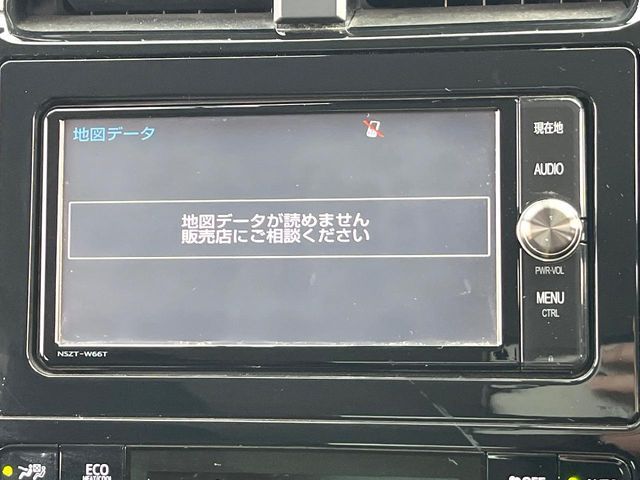 地図データ
地図データが読めません
販売店にご相談ください
現在地
AUDIO
PWR-VOL
MENU
CTRL
NSZT-W66T
ECO
HEAT/COOL